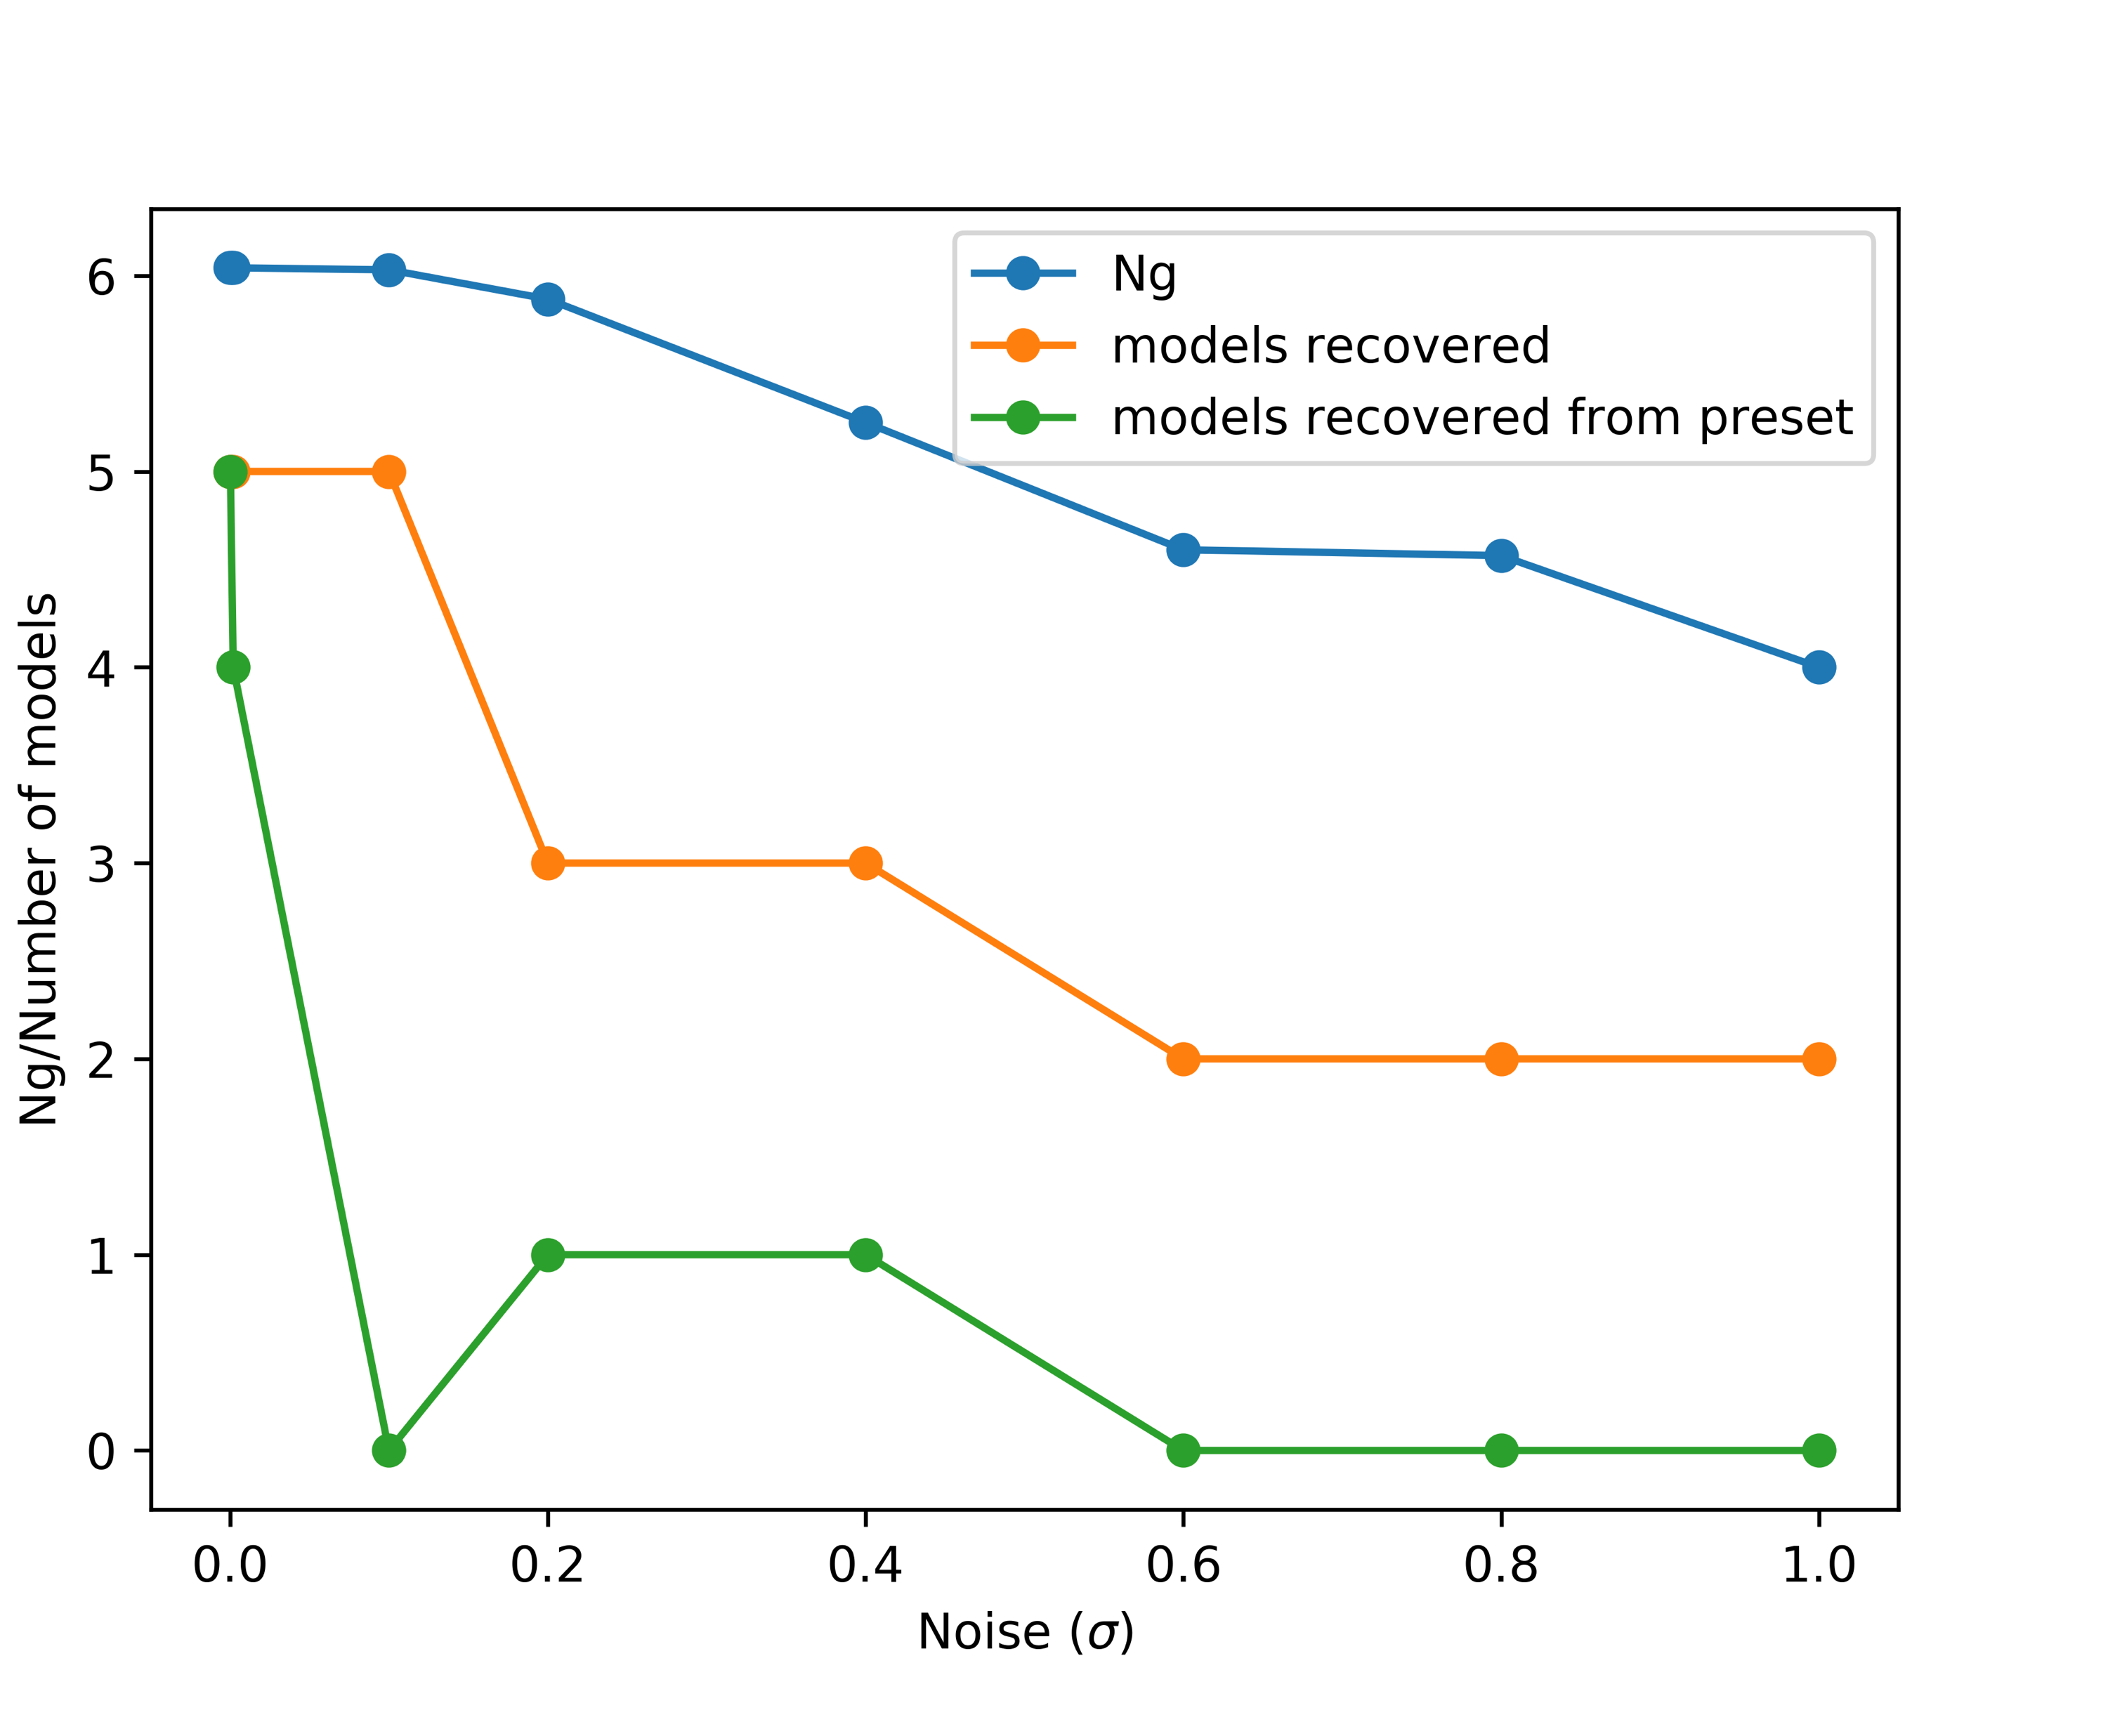 Ng
models recovered
models recovered from preset
Ng/Number of models
6
5
4
3
2
1
0
0.0 0.2 0.4 0.6 0.8 1.0
Noise (σ)